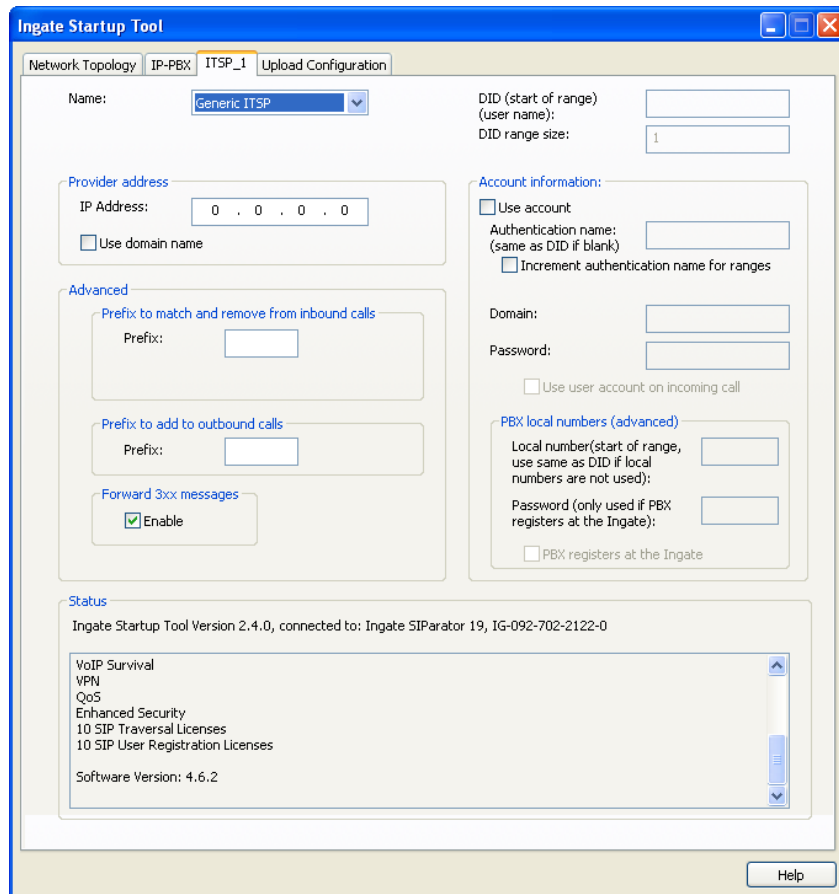 Ingate Startup Tool
Network Topology
IP-PBX
ITSP_1
Upload Configuration
Name:
Generic ITSP
DID (start of range)
(user name):
DID range size:
1
Provider address
IP Address:
0 . 0 . 0 . 0
Use domain name
Advanced
Prefix to match and remove from inbound calls
Prefix:
Prefix to add to outbound calls
Prefix:
Forward 3xx messages
Enable
Account information:
Use account
Authentication name:
(same as DID if blank)
Increment authentication name for ranges
Domain:
Password:
Use user account on incoming call
PBX local numbers (advanced)
Local number(start of range,
use same as DID if local
numbers are not used):
Password (only used if PBX
registers at the Ingate):
PBX registers at the Ingate
Status
Ingate Startup Tool Version 2.4.0, connected to: Ingate SIParator 19, IG-092-702-2122-0
VoIP Survival
VPN
QoS
Enhanced Security
10 SIP Traversal Licenses
10 SIP User Registration Licenses
Software Version: 4.6.2
Help